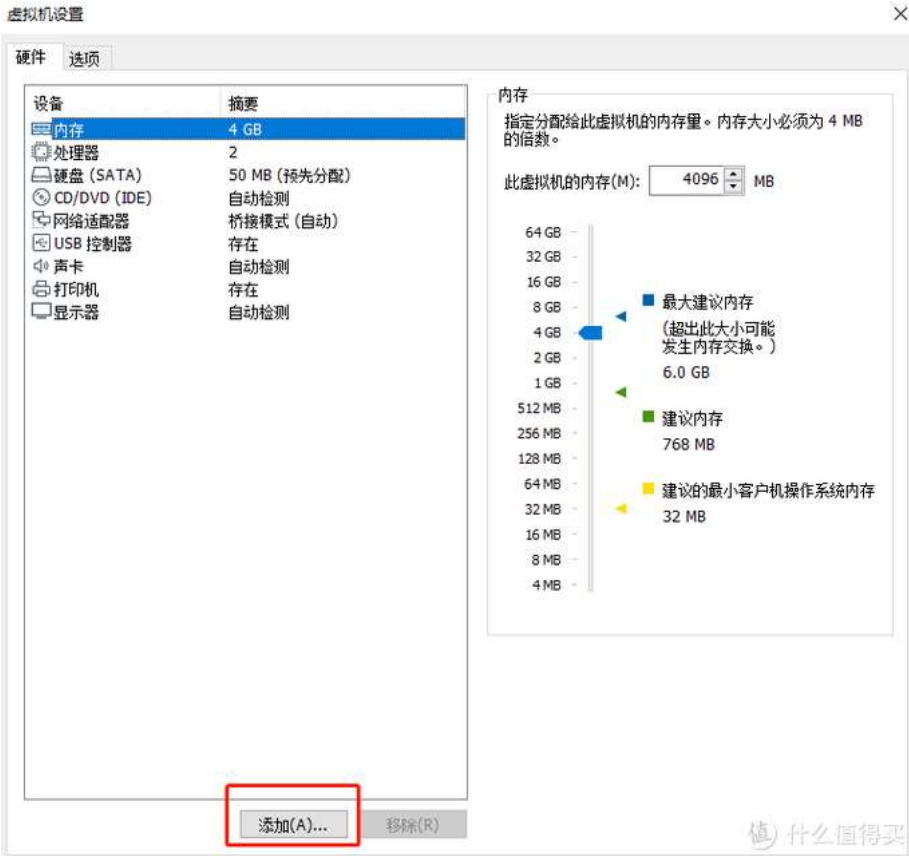 虚拟机设置
硬件 选项
设备 摘要
内存 4 GB
处理器 2
硬盘 (SATA) 50 MB (预先分配)
CD/DVD (IDE) 自动检测
网络适配器 桥接模式 (自动)
USB 控制器 存在
声卡 自动检测
打印机 存在
显示器 自动检测
添加(A)... 移除(R)
内存
指定分配给此虚拟机的内存量。内存大小必须为 4 MB
的倍数。
此虚拟机的内存(M): 4096 MB
64 GB
32 GB
16 GB
8 GB
4 GB
2 GB
1 GB
512 MB
256 MB
128 MB
64 MB
32 MB
16 MB
8 MB
4 MB
最大建议内存
(超出此大小可能
发生内存交换。)
6.0 GB
建议内存
768 MB
建议的最小客户机操作系统内存
32 MB
值 什么值得买